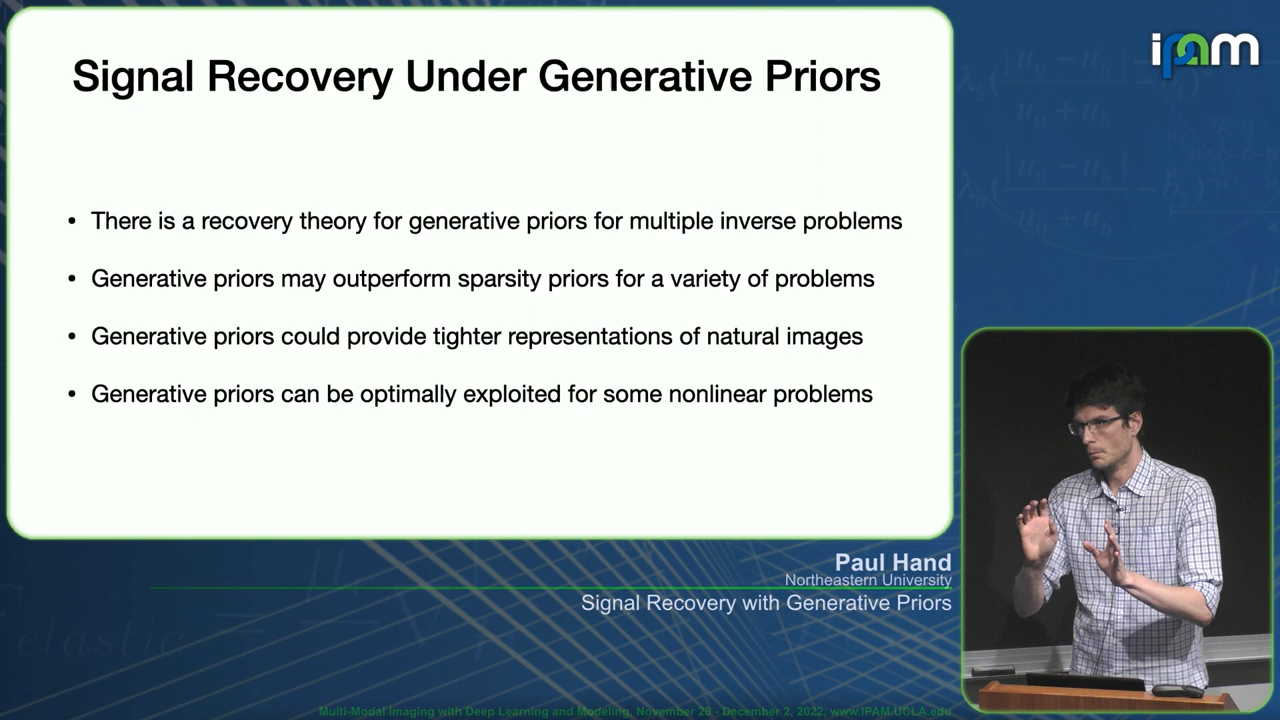 Signal Recovery Under Generative Priors
ipam
• There is a recovery theory for generative priors for multiple inverse problems
• Generative priors may outperform sparsity priors for a variety of problems
• Generative priors could provide tighter representations of natural images
• Generative priors can be optimally exploited for some nonlinear problems
Paul Hand
Northeastern University
Signal Recovery with Generative Priors
elastic
Multi-Modal Imaging with Deep Learning and Modeling, November 28 - December 2, 2022, www.IPAM.UCLA.edu